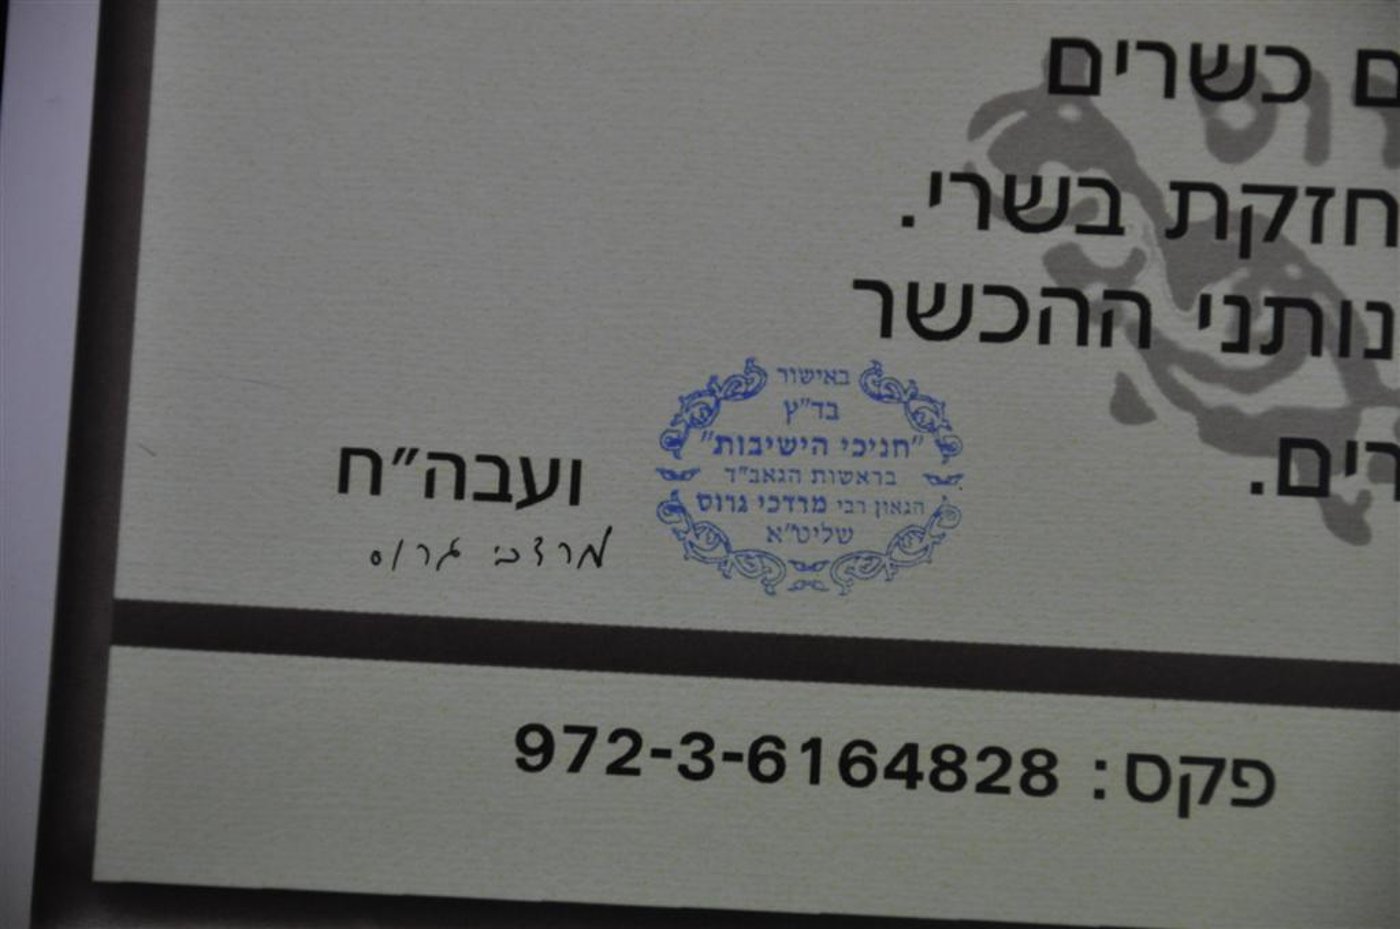 ם כשרים
חזקת בשרי.
נותני ההכשר
רים.
באישור
בד"ץ
"חניכי הישיבות"
בראשות הגאב"ד
הגאון רבי מרדכי גרוס
שליט"א
ועבה"ח
מרדכי גרוס
פקס: 972-3-6164828